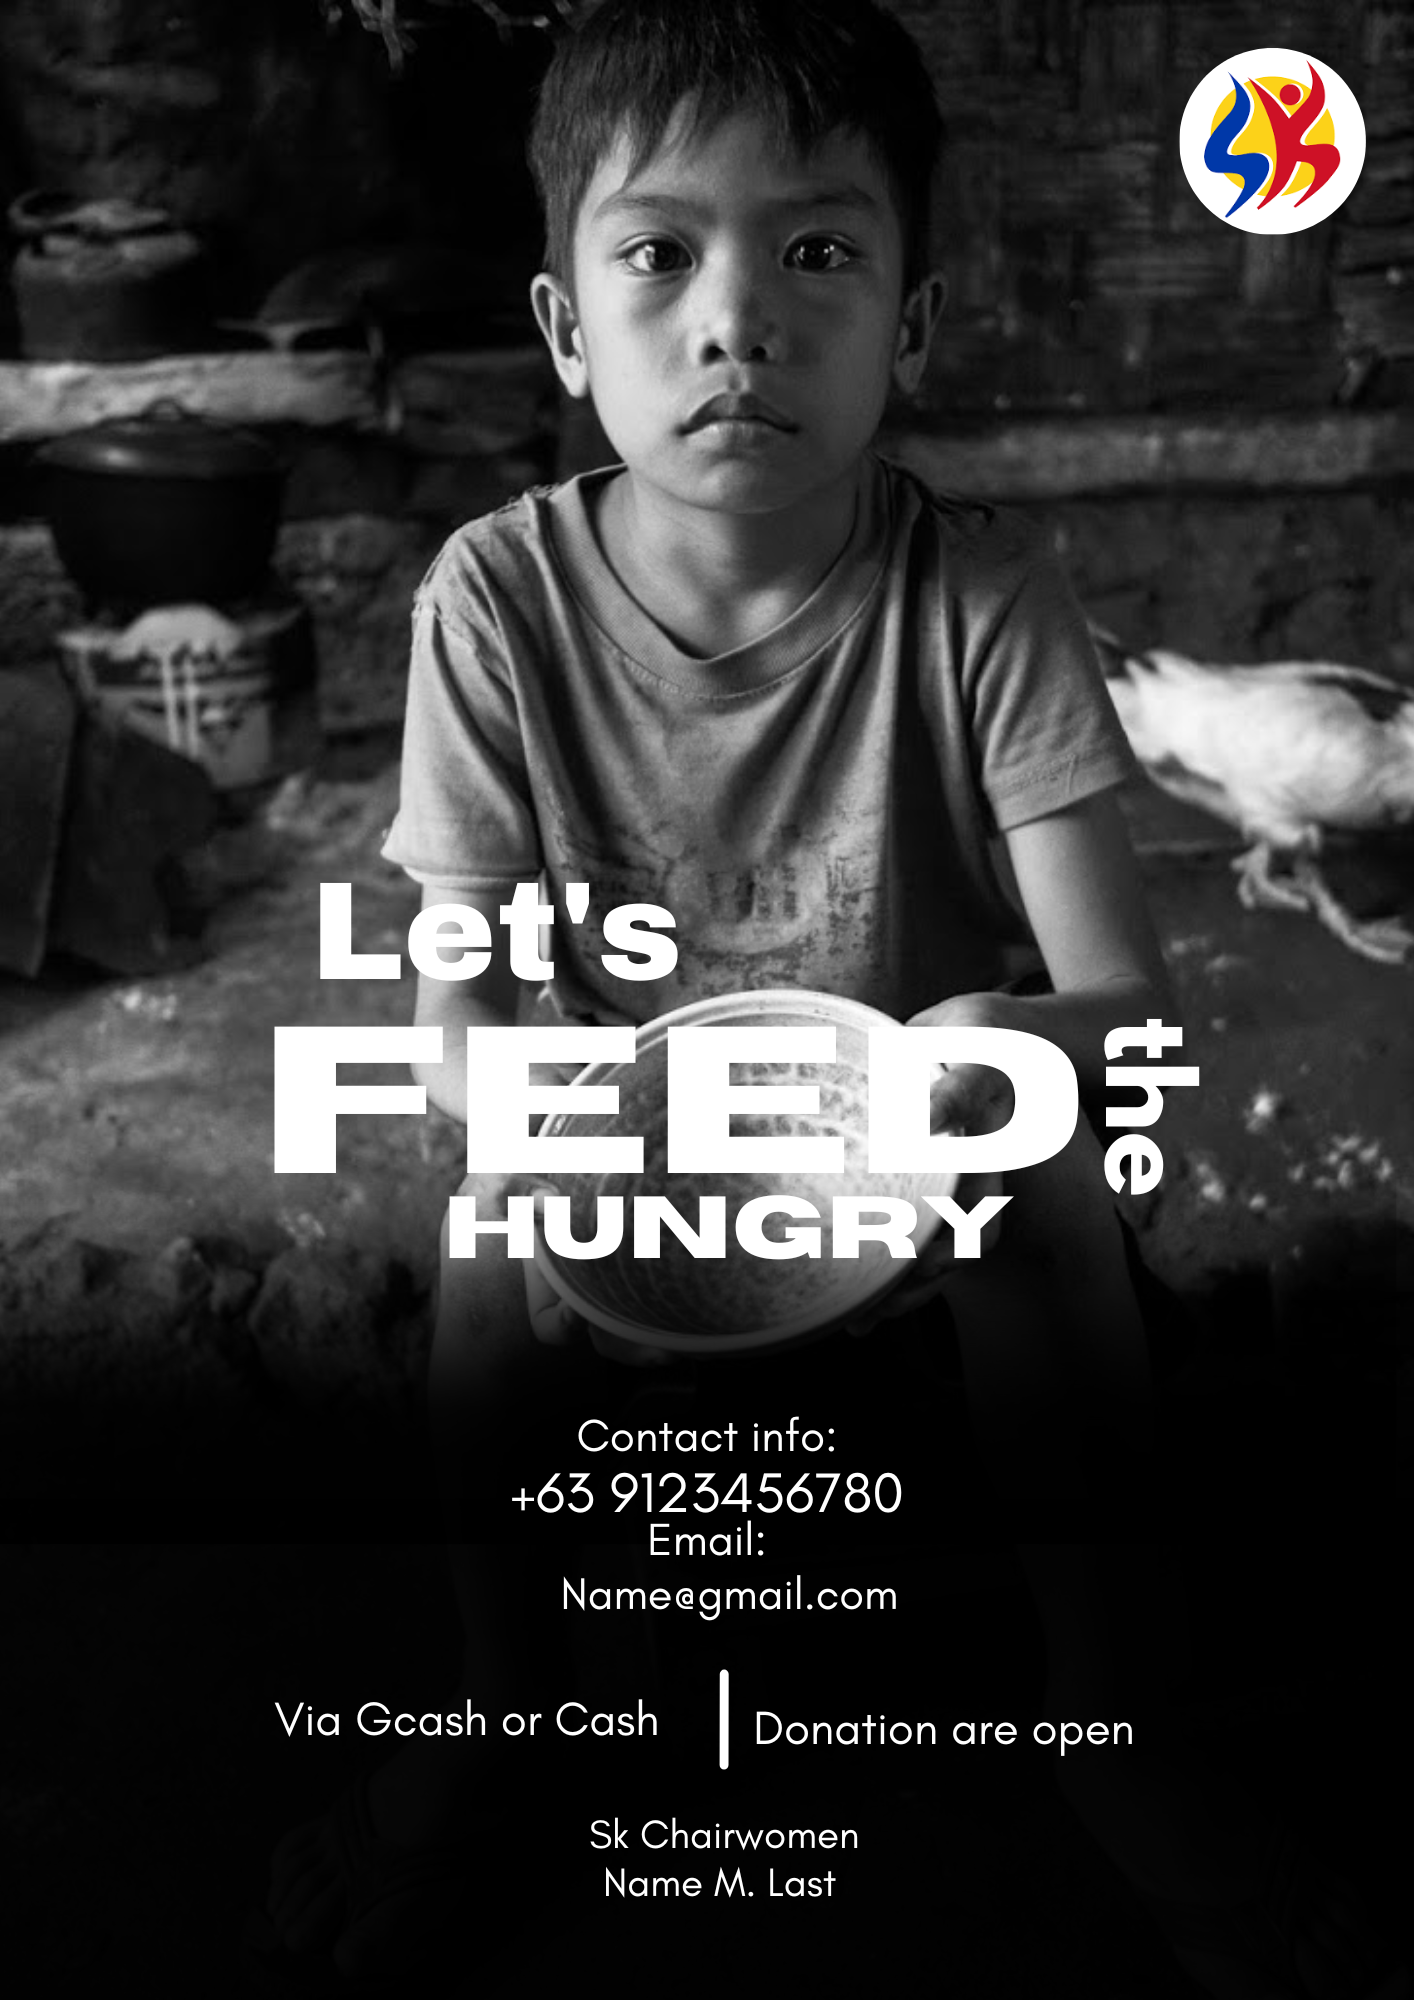 Let's
FEED the
HUNGRY
Contact info:
+63 9123456780
Email:
Name@gmail.com
Via Gcash or Cash
Donation are open
Sk Chairwomen
Name M. Last